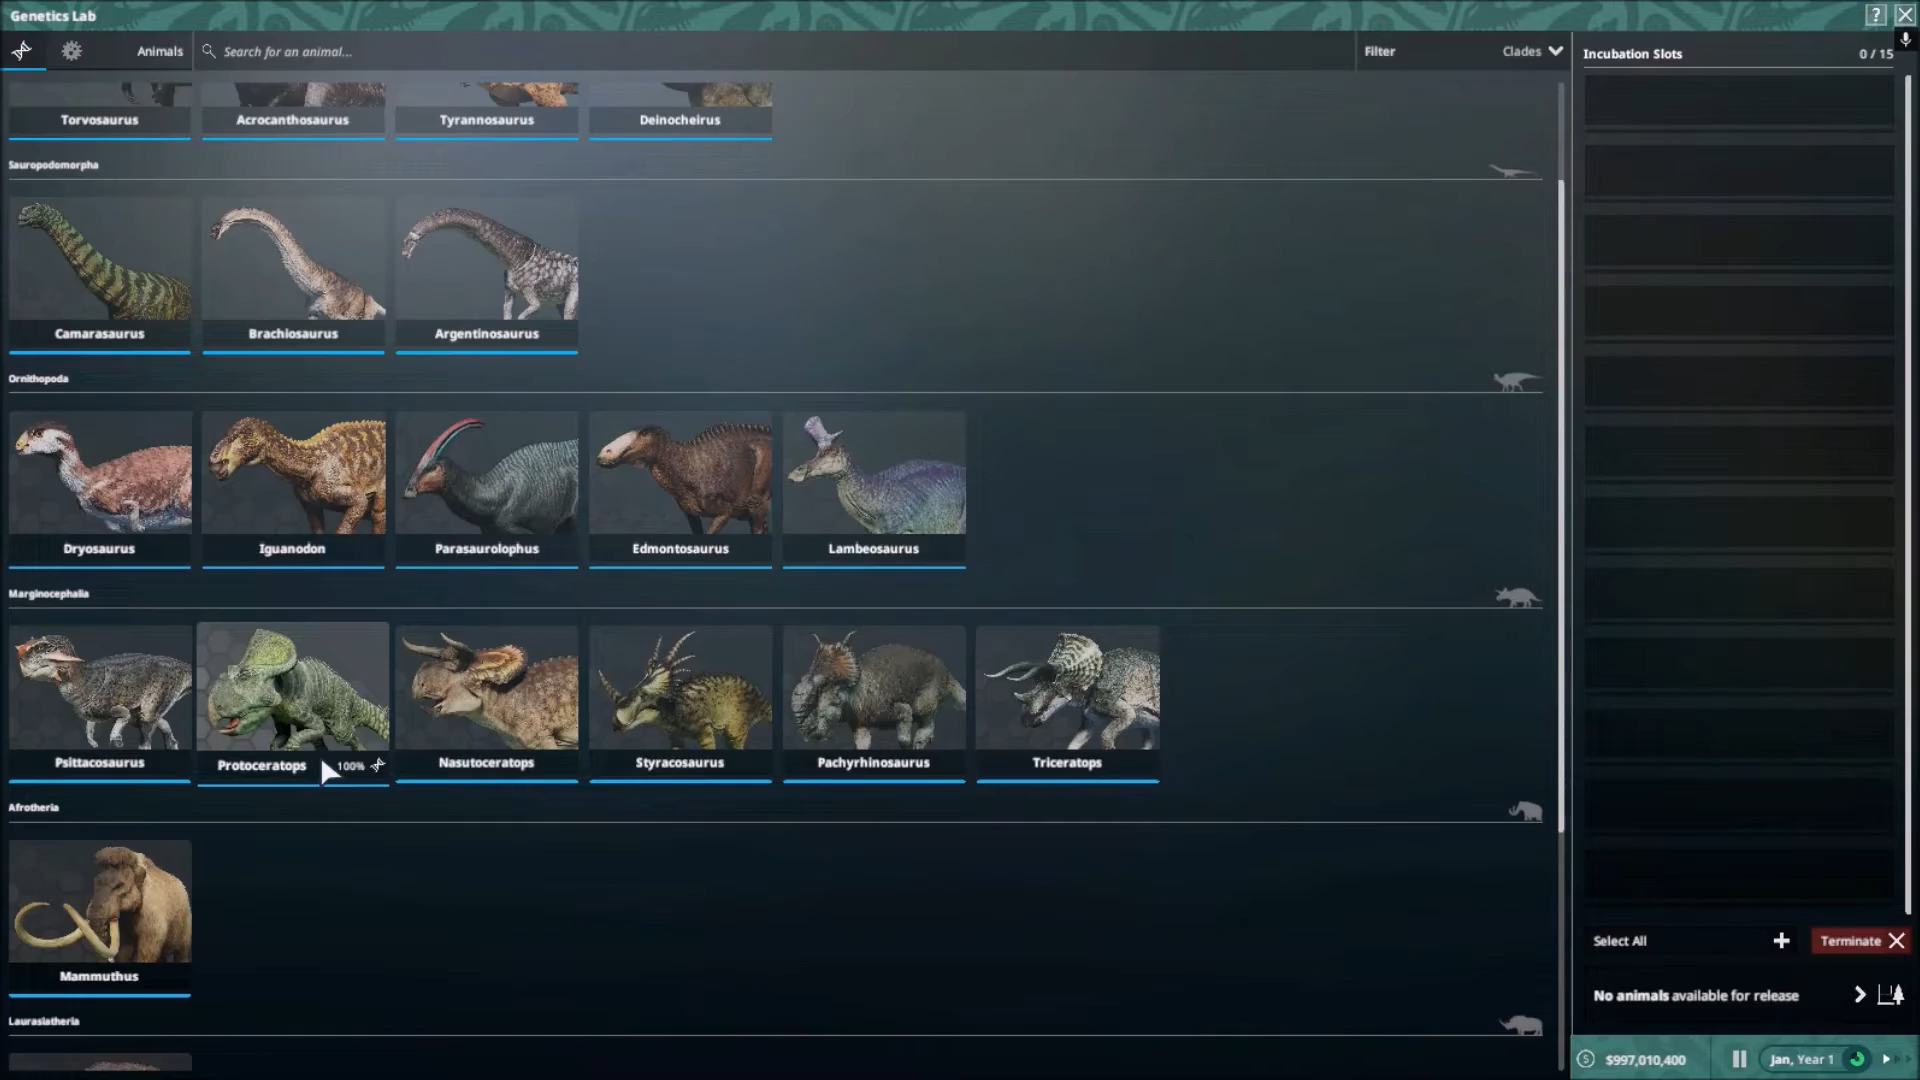 Genetics Lab
?
Animals
Search for an animal...
Filter
Clades
Incubation Slots
0 / 15
Torvosaurus
Acrocanthosaurus
Tyrannosaurus
Deinocheirus
Sauropodomorpha
Camarasaurus
Brachiosaurus
Argentinosaurus
Ornithopoda
Dryosaurus
Iguanodon
Parasaurolophus
Edmontosaurus
Lambeosaurus
Marginocephalia
Psittacosaurus
Protoceratops
100%
Nasutoceratops
Styracosaurus
Pachyrhinosaurus
Triceratops
Afrotheria
Mammuthus
Laurasiatheria
Select All
Terminate
No animals available for release
$997,010,400
Jan, Year 1